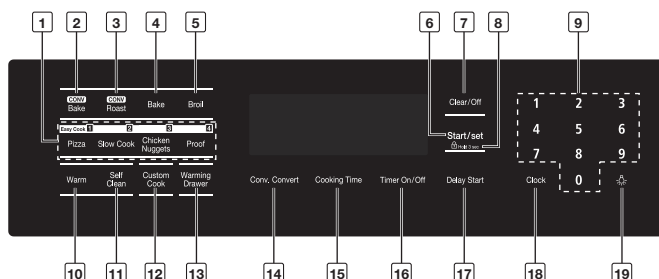 1 2 3 4 5 6 7 8 9
CONV Bake CONV Roast Bake Broil Clear/Off 1 2 3
Easy Cook 1 2 3 4
Pizza Slow Cook Chicken Nuggets Proof Start/set 4 5 6
Hold 3 sec
7 8 9
Warm Self Clean Custom Cook Warming Drawer Conv. Convert Cooking Time Timer On/Off Delay Start Clock 0
10 11 12 13 14 15 16 17 18 19